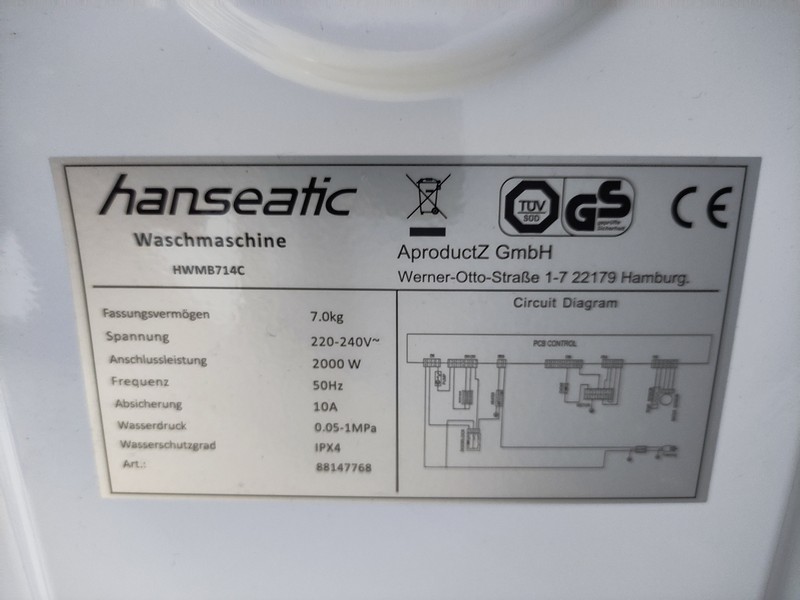 hanseatic
Waschmaschine
HWMB714C
TÜV
SÜD
GS
geprüfte
Sicherheit
CE
AproductZ GmbH
Werner-Otto-Straße 1-7 22179 Hamburg.
Fassungsvermögen 7.0kg
Spannung 220-240V~
Anschlussleistung 2000 W
Frequenz 50Hz
Absicherung 10A
Wasserdruck 0.05-1MPa
Wasserschutzgrad IPX4
Art.: 88147768
Circuit Diagram
PCB CONTROL